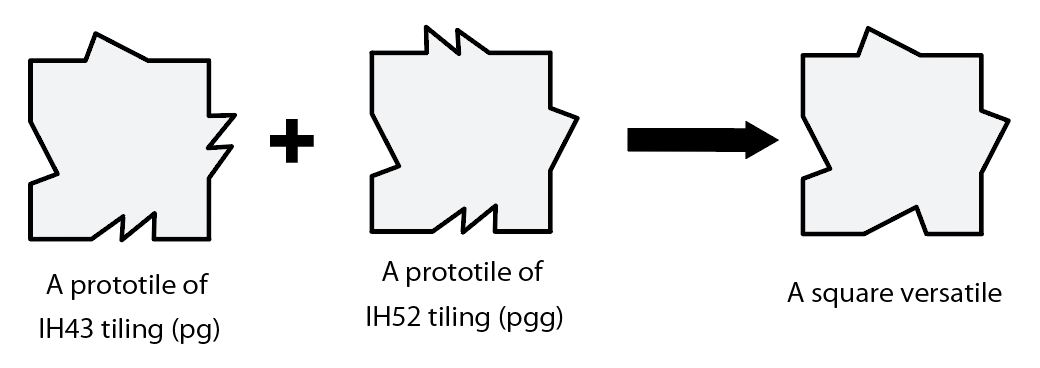 A prototile of
IH43 tiling (pg)
A prototile of
IH52 tiling (pgg)
A square versatile